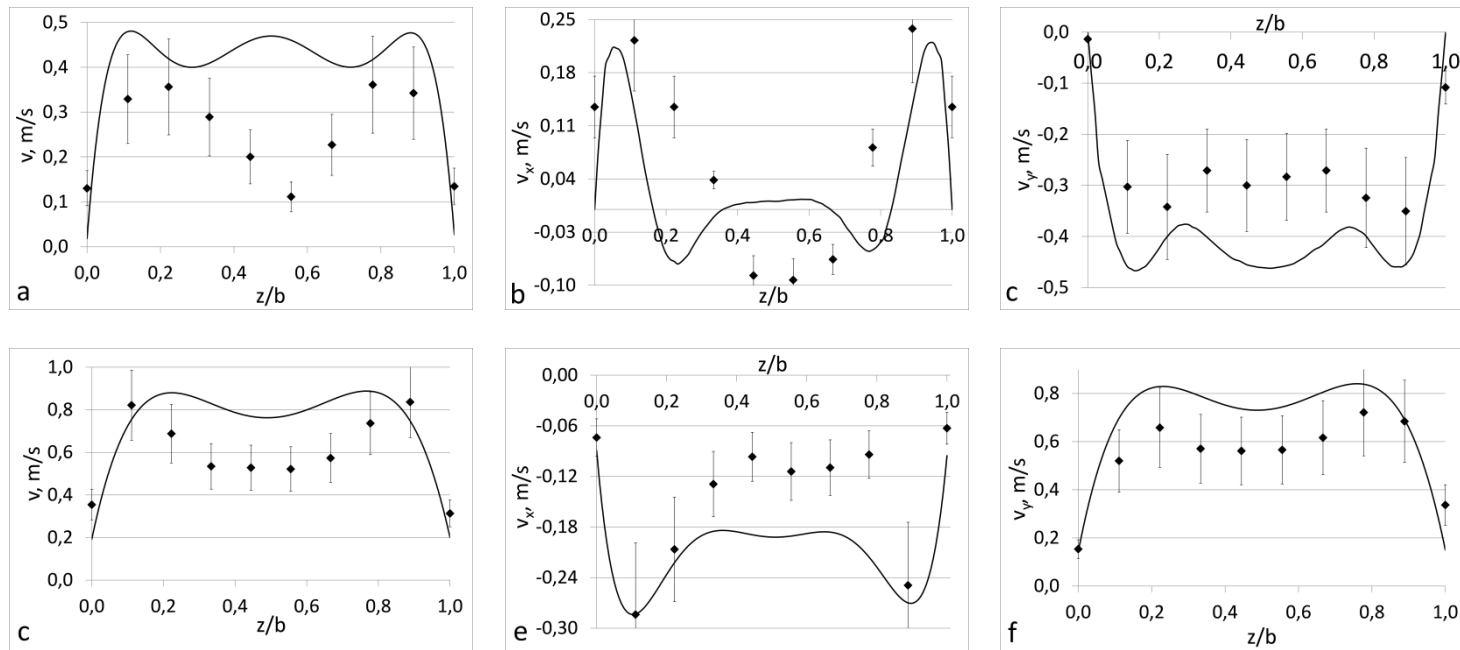 0,5
0,4
0,3
0,2
0,1
0,0
v, m/s
0,0 0,2 0,4 0,6 0,8 1,0
z/b
a
0,25
0,18
0,11
0,04
-0,03
-0,10
vx, m/s
0,0 0,2 0,4 0,6 0,8 1,0
z/b
b
z/b
0,0
-0,1
-0,2
-0,3
-0,4
-0,5
vy, m/s
0,0 0,2 0,4 0,6 0,8 1,0
c
1,0
0,8
0,6
0,4
0,2
0,0
v, m/s
0,0 0,2 0,4 0,6 0,8 1,0
z/b
c
z/b
0,00
-0,06
-0,12
-0,18
-0,24
-0,30
vx, m/s
0,0 0,2 0,4 0,6 0,8 1,0
e
0,8
0,6
0,4
0,2
0,0
vy, m/s
0,0 0,2 0,4 0,6 0,8 1,0
z/b
f